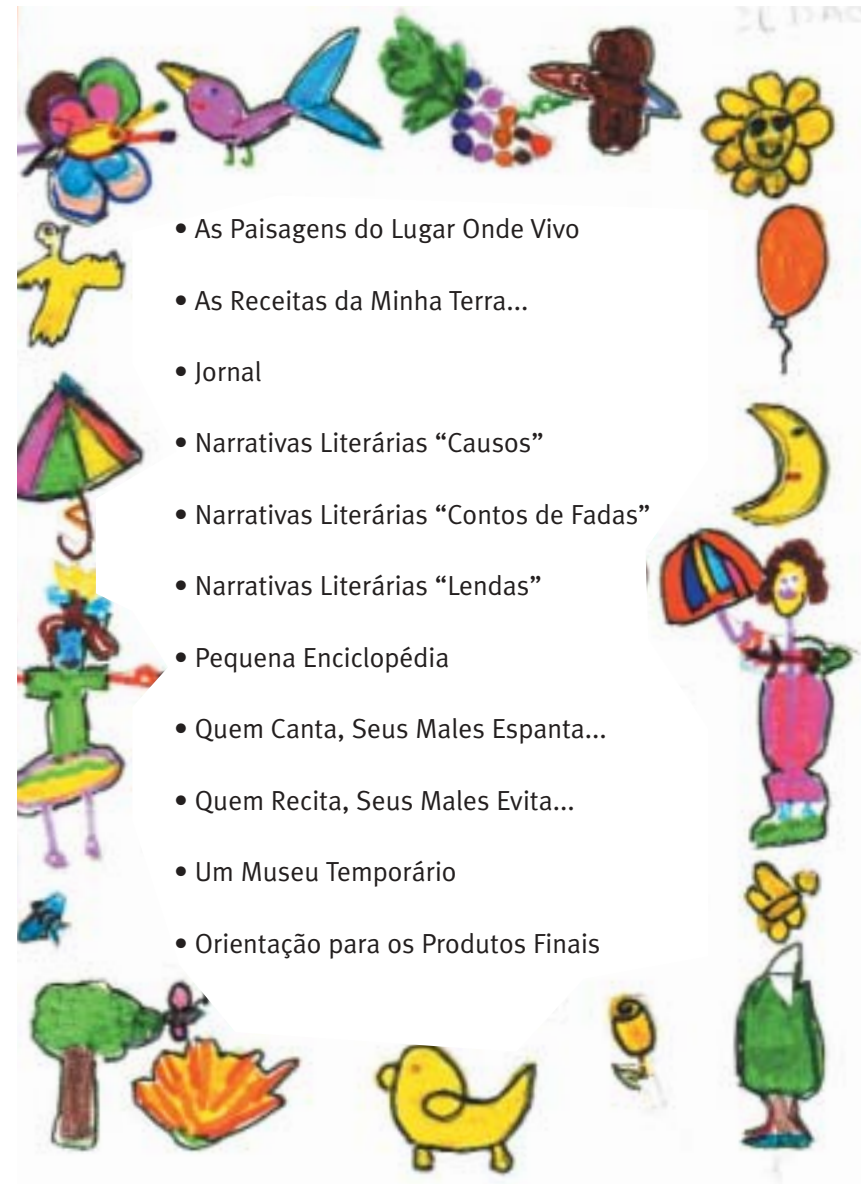 • As Paisagens do Lugar Onde Vivo
• As Receitas da Minha Terra...
• Jornal
• Narrativas Literárias “Causos”
• Narrativas Literárias “Contos de Fadas”
• Narrativas Literárias “Lendas”
• Pequena Enciclopédia
• Quem Canta, Seus Males Espanta...
• Quem Recita, Seus Males Evita...
• Um Museu Temporário
• Orientação para os Produtos Finais